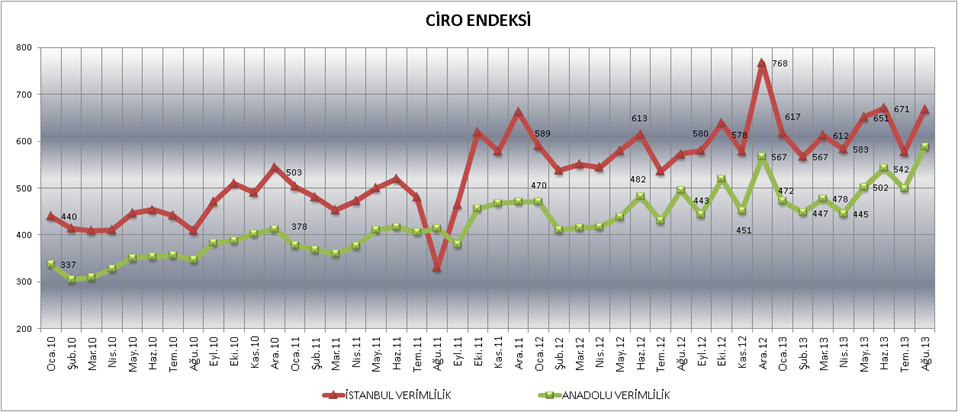 CİRO ENDEKSİ
800
700
600
500
400
300
200
440
337
503
378
589
470
613
482
580
443
578
451
768
567
617
472
567
447
612
478
583
445
651
502
671
542
Oca.10
Şub.10
Mar.10
Nis.10
May.10
Haz.10
Tem.10
Ağu.10
Eyl.10
Eki.10
Kas.10
Ara.10
Oca.11
Şub.11
Mar.11
Nis.11
May.11
Haz.11
Tem.11
Ağu.11
Eyl.11
Eki.11
Kas.11
Ara.11
Oca.12
Şub.12
Mar.12
Nis.12
May.12
Haz.12
Tem.12
Ağu.12
Eyl.12
Eki.12
Kas.12
Ara.12
Oca.13
Şub.13
Mar.13
Nis.13
May.13
Haz.13
Tem.13
Ağu.13
İSTANBUL VERİMLİLİK
ANADOLU VERİMLİLİK